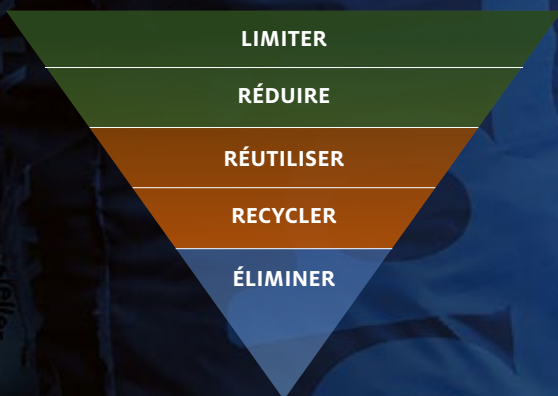 LIMITER
RÉDUIRE
RÉUTILISER
RECYCLER
ÉLIMINER